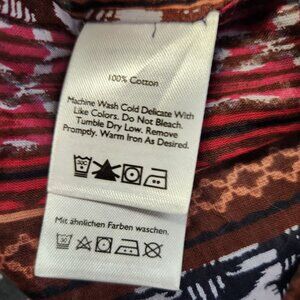 100% Cotton
Machine Wash Cold Delicate With
Like Colors. Do Not Bleach.
Tumble Dry Low. Remove
Promptly. Warm Iron As Desired.
Mit ähnlichen Farben waschen.
30